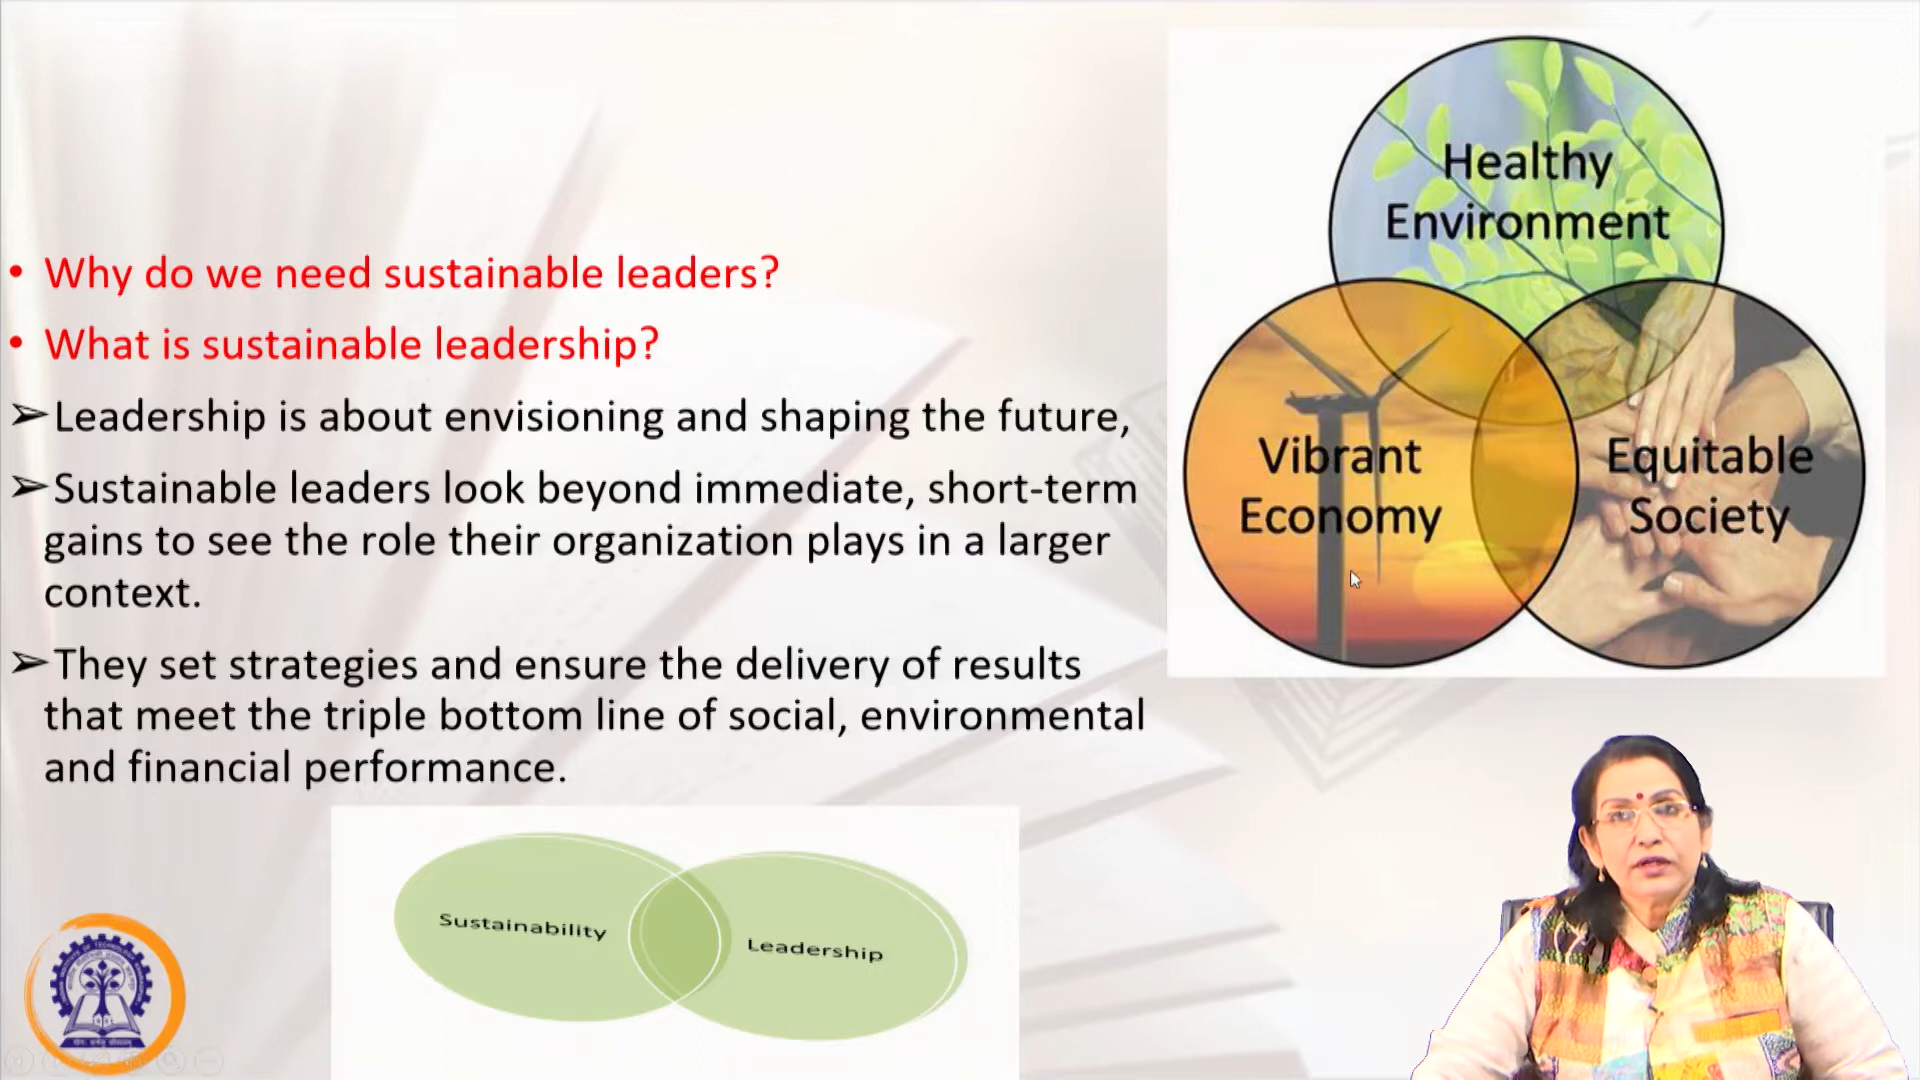 • Why do we need sustainable leaders?
• What is sustainable leadership?
➢Leadership is about envisioning and shaping the future,
➢Sustainable leaders look beyond immediate, short-term
gains to see the role their organization plays in a larger
context.
➢They set strategies and ensure the delivery of results
that meet the triple bottom line of social, environmental
and financial performance.
Healthy
Environment
Vibrant
Economy
Equitable
Society
Sustainability
Leadership